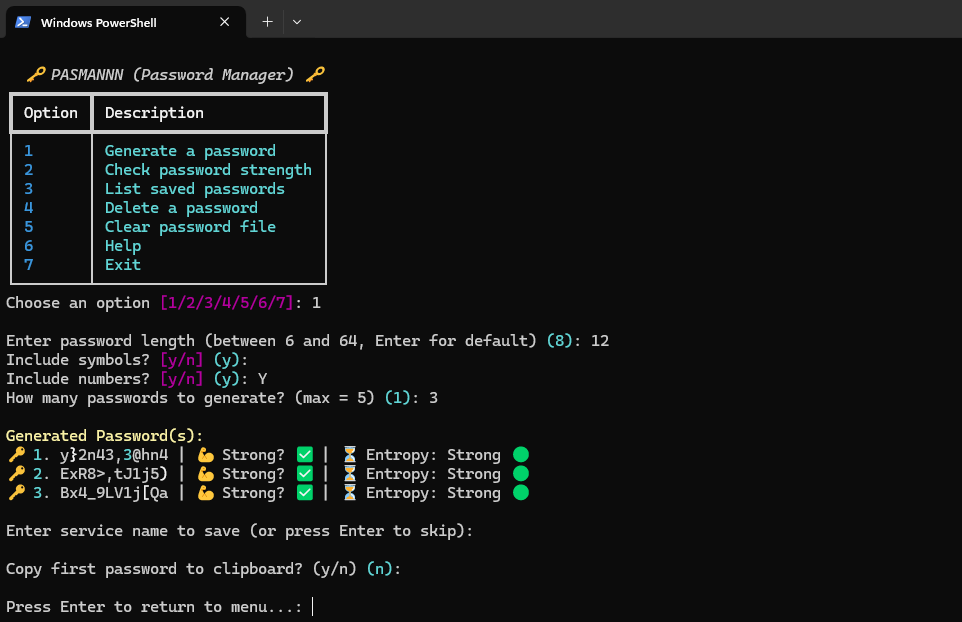 Windows PowerShell
🔑 PASMANNN (Password Manager) 🔑
Option Description
1 Generate a password
2 Check password strength
3 List saved passwords
4 Delete a password
5 Clear password file
6 Help
7 Exit
Choose an option [1/2/3/4/5/6/7]: 1
Enter password length (between 6 and 64, Enter for default) (8): 12
Include symbols? [y/n] (y):
Include numbers? [y/n] (y): Y
How many passwords to generate? (max = 5) (1): 3
Generated Password(s):
🔑 1. y}2n43,3@hn4 | 💪 Strong? ✅ | ⏳ Entropy: Strong 🟢
🔑 2. ExR8>,tJ1j5) | 💪 Strong? ✅ | ⏳ Entropy: Strong 🟢
🔑 3. Bx4_9LV1j[Qa | 💪 Strong? ✅ | ⏳ Entropy: Strong 🟢
Enter service name to save (or press Enter to skip):
Copy first password to clipboard? (y/n) (n):
Press Enter to return to menu...: